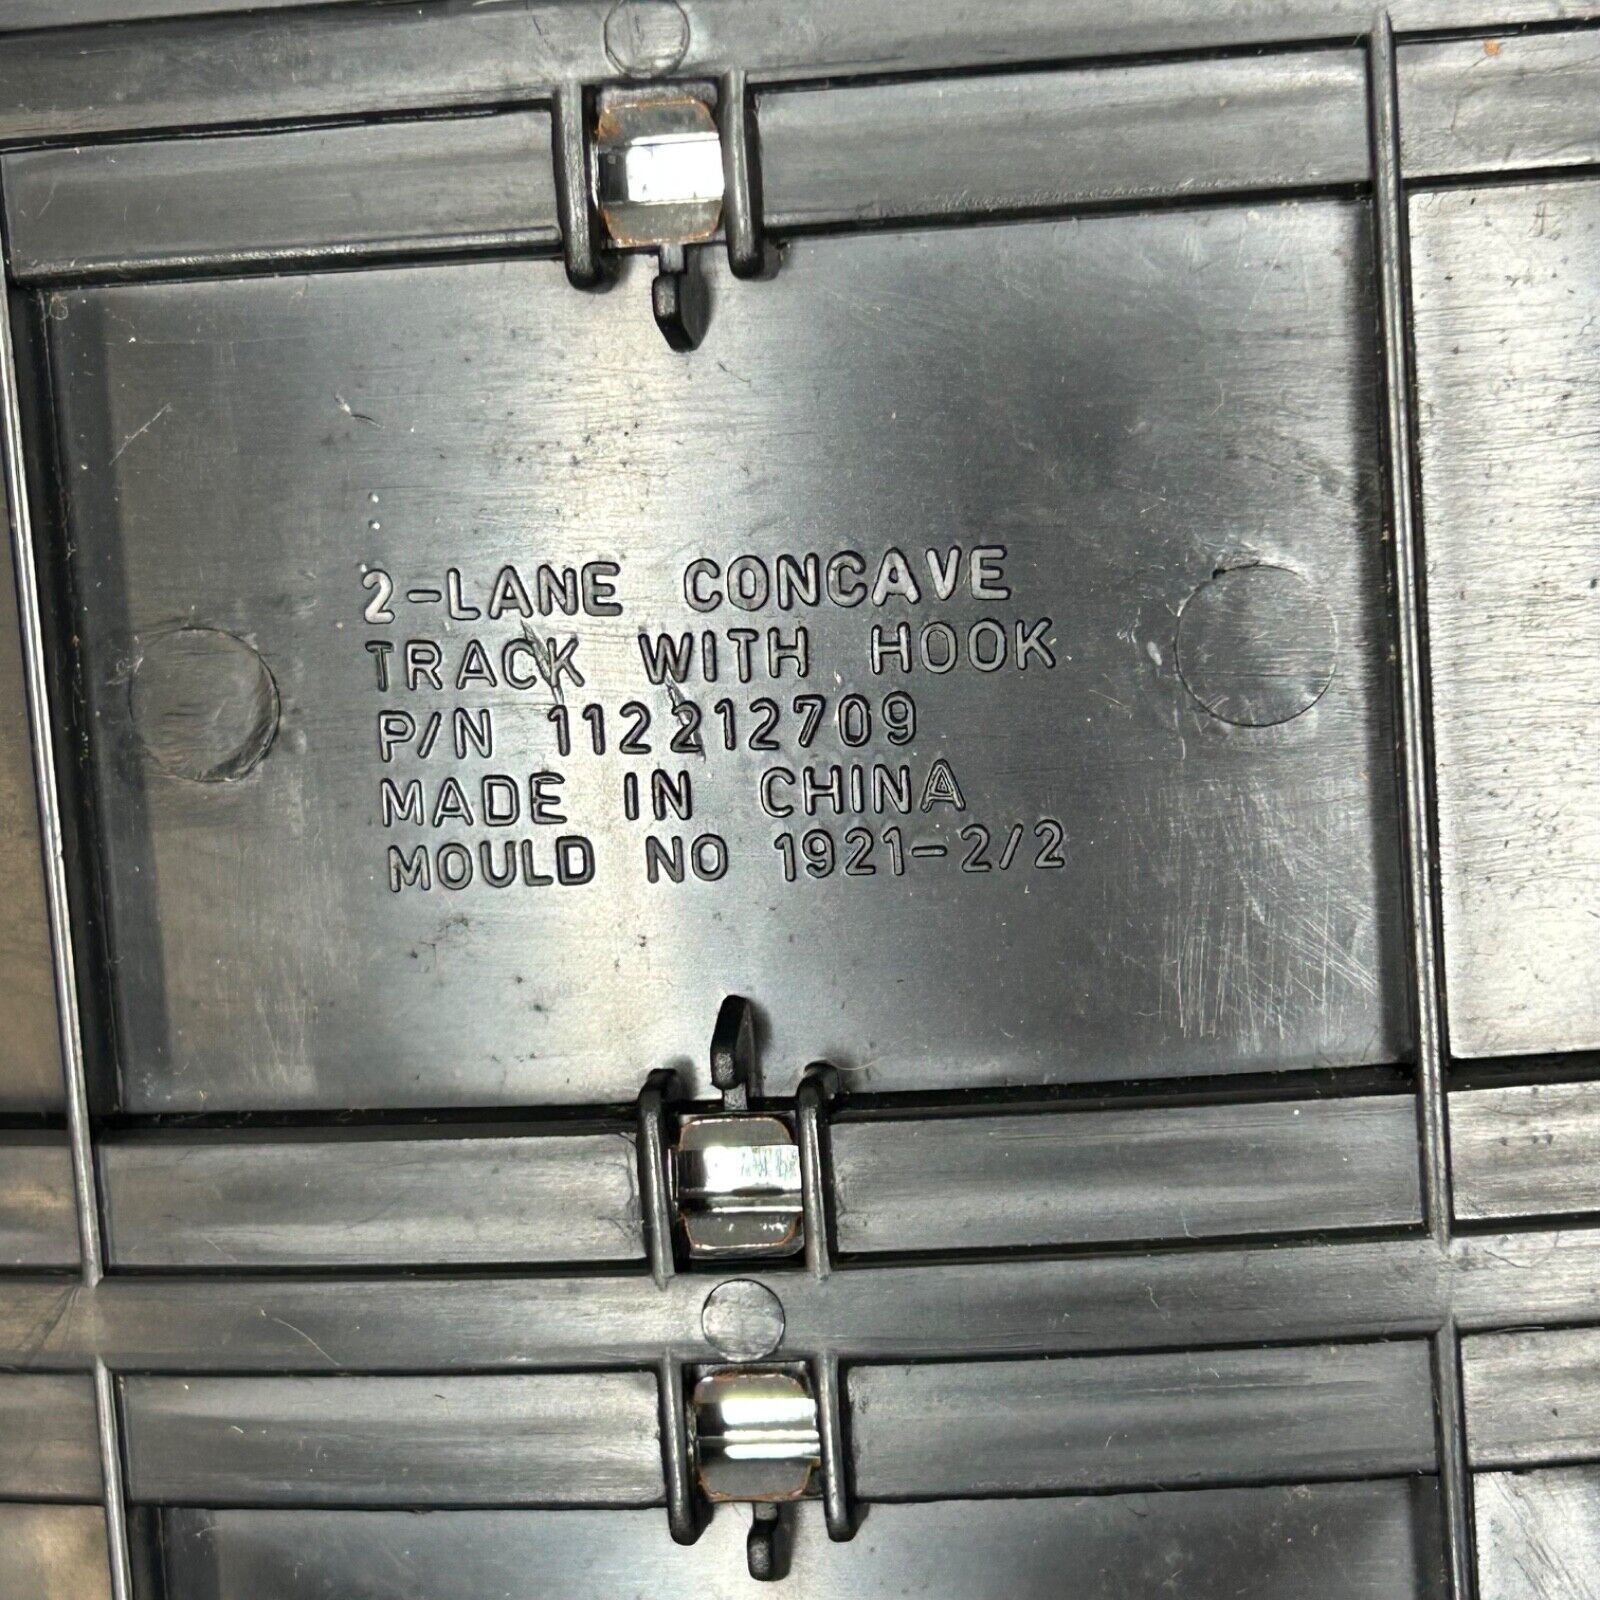 2-LANE CONCAVE
TRACK WITH HOOK
P/N 112212709
MADE IN CHINA
MOULD NO 1921-2/2